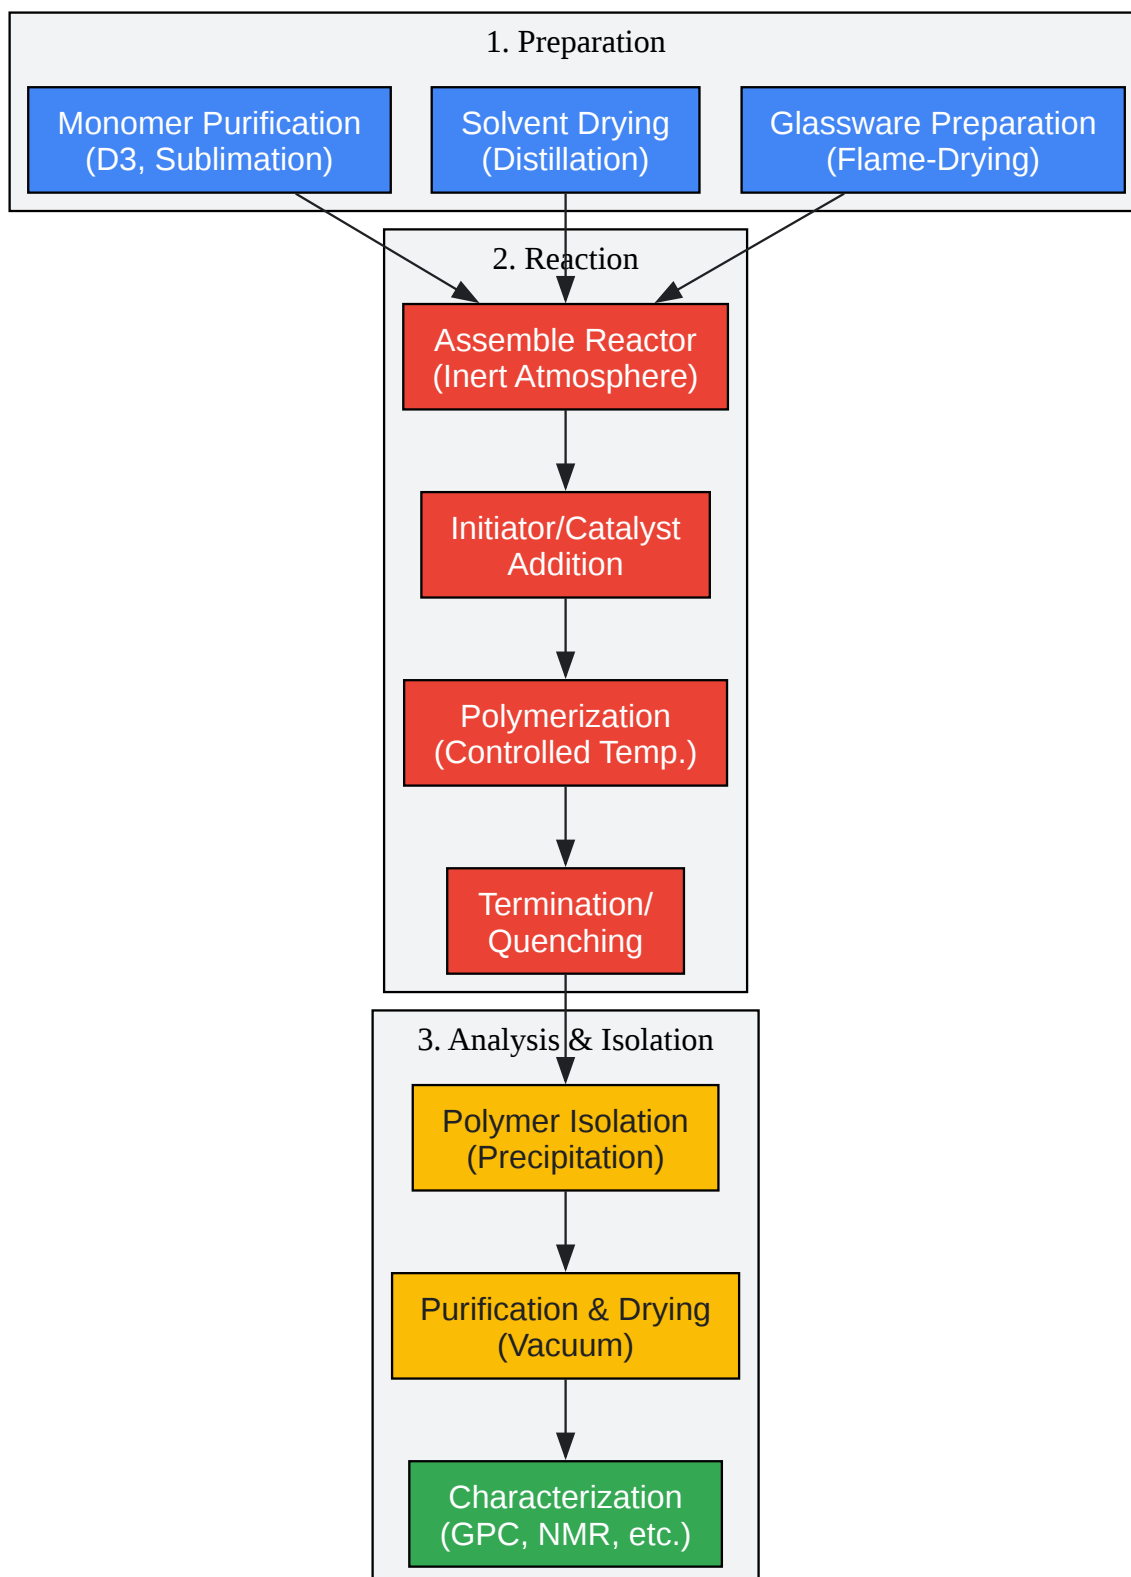 1. Preparation
Monomer Purification
(D3, Sublimation)
Solvent Drying
(Distillation)
Glassware Preparation
(Flame-Drying)
2. Reaction
Assemble Reactor
(Inert Atmosphere)
Initiator/Catalyst
Addition
Polymerization
(Controlled Temp.)
Termination/
Quenching
3. Analysis & Isolation
Polymer Isolation
(Precipitation)
Purification & Drying
(Vacuum)
Characterization
(GPC, NMR, etc.)